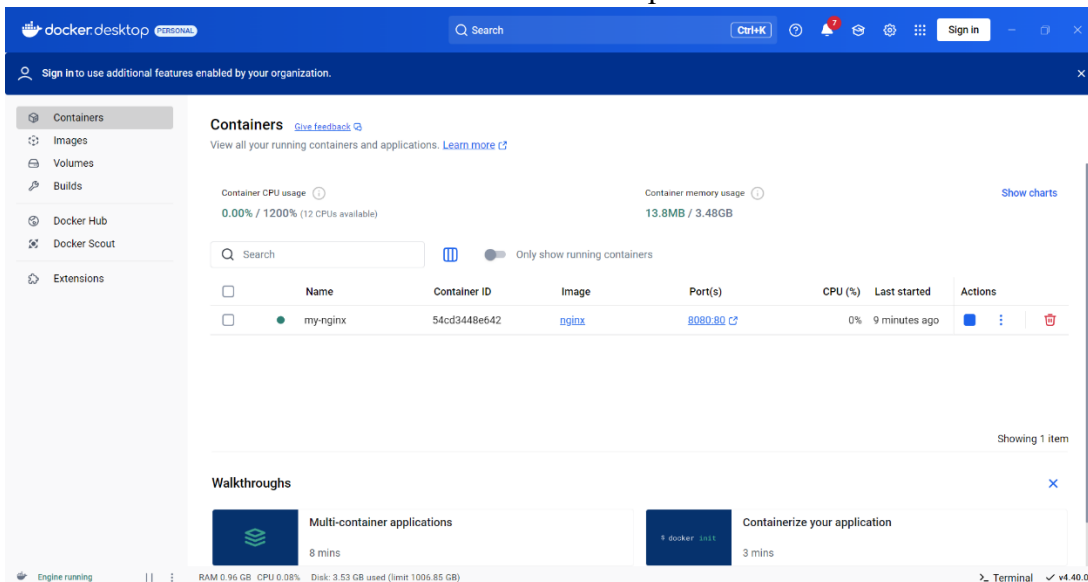 docker.desktop PERSONAL
Search
Ctrl+K
7
Sign in
Sign in to use additional features enabled by your organization.
Containers
Images
Volumes
Builds
Docker Hub
Docker Scout
Extensions
Containers Give feedback
View all your running containers and applications. Learn more
Container CPU usage
0.00% / 1200% (12 CPUs available)
Container memory usage
13.8MB / 3.48GB
Show charts
Search
Only show running containers
Name Container ID Image Port(s) CPU (%) Last started Actions
my-nginx 54cd3448e642 nginx 8080:80 0% 9 minutes ago
Showing 1 item
Walkthroughs
Multi-container applications
8 mins
$ docker init
Containerize your application
3 mins
Engine running
RAM 0.96 GB CPU 0.08% Disk: 3.53 GB used (limit 1006.85 GB)
Terminal
v4.40.0